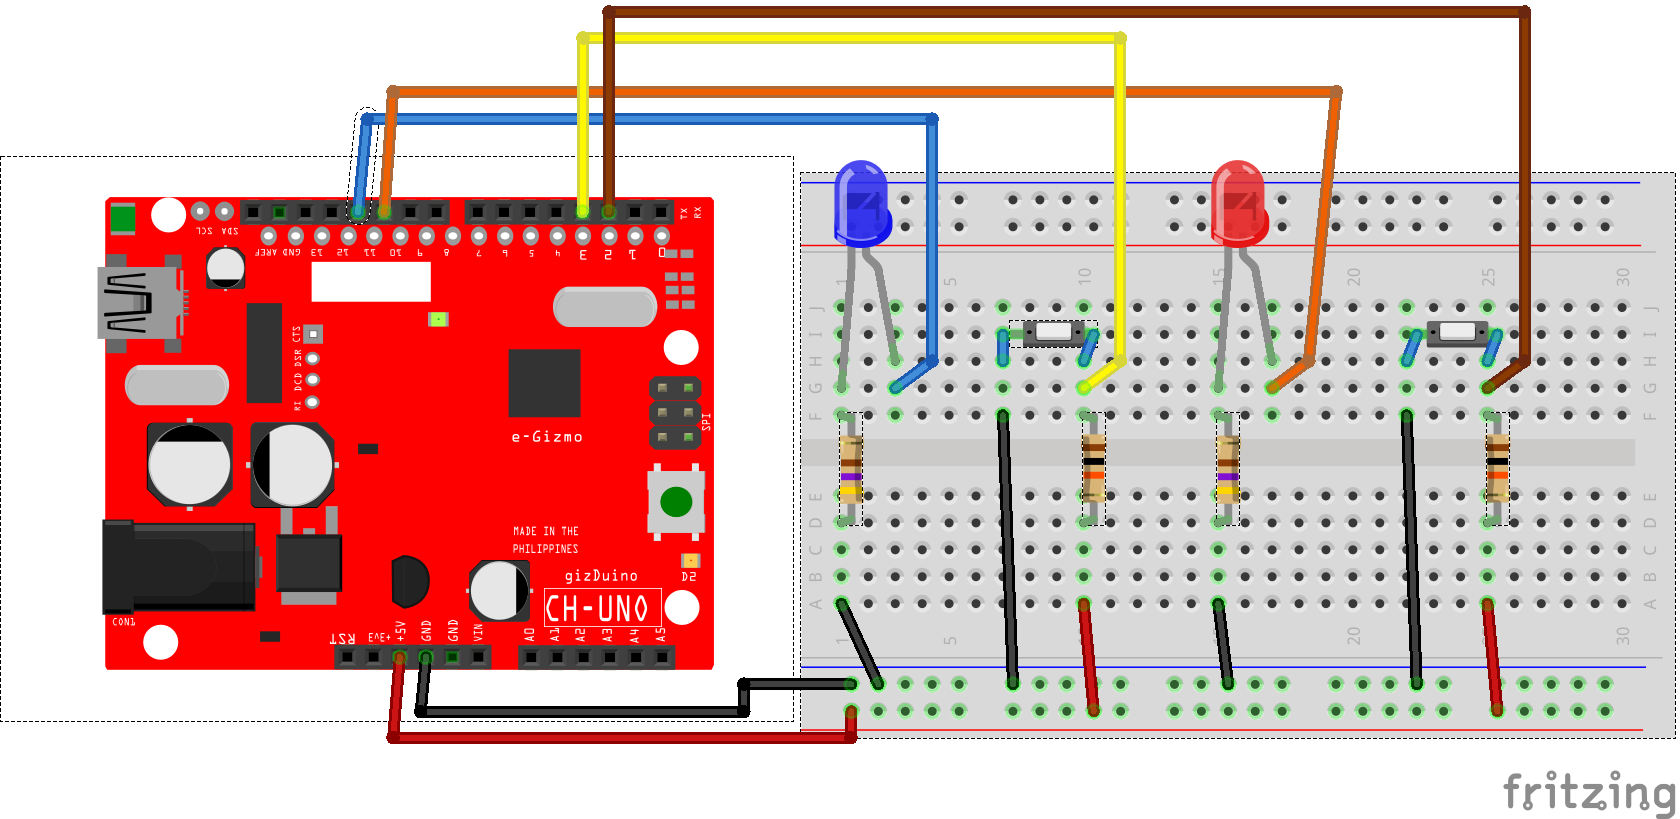 TX
RX
SCL
SDA
AREF
GND
13
12
11
10
9
8
7
6
5
4
3
2
1
0
CTS
DSR
DCD
RI
SPI
e-Gizmo
MADE IN THE
PHILIPPINES
gizDuino
CH-UNO
D2
CON1
RST
+5V
GND
GND
VIN
A0
A1
A2
A3
A4
A5
1
5
10
15
20
25
30
J
I
H
G
F
E
D
C
B
A
J
I
H
G
F
E
D
C
B
A
1
5
20
30
fritzing